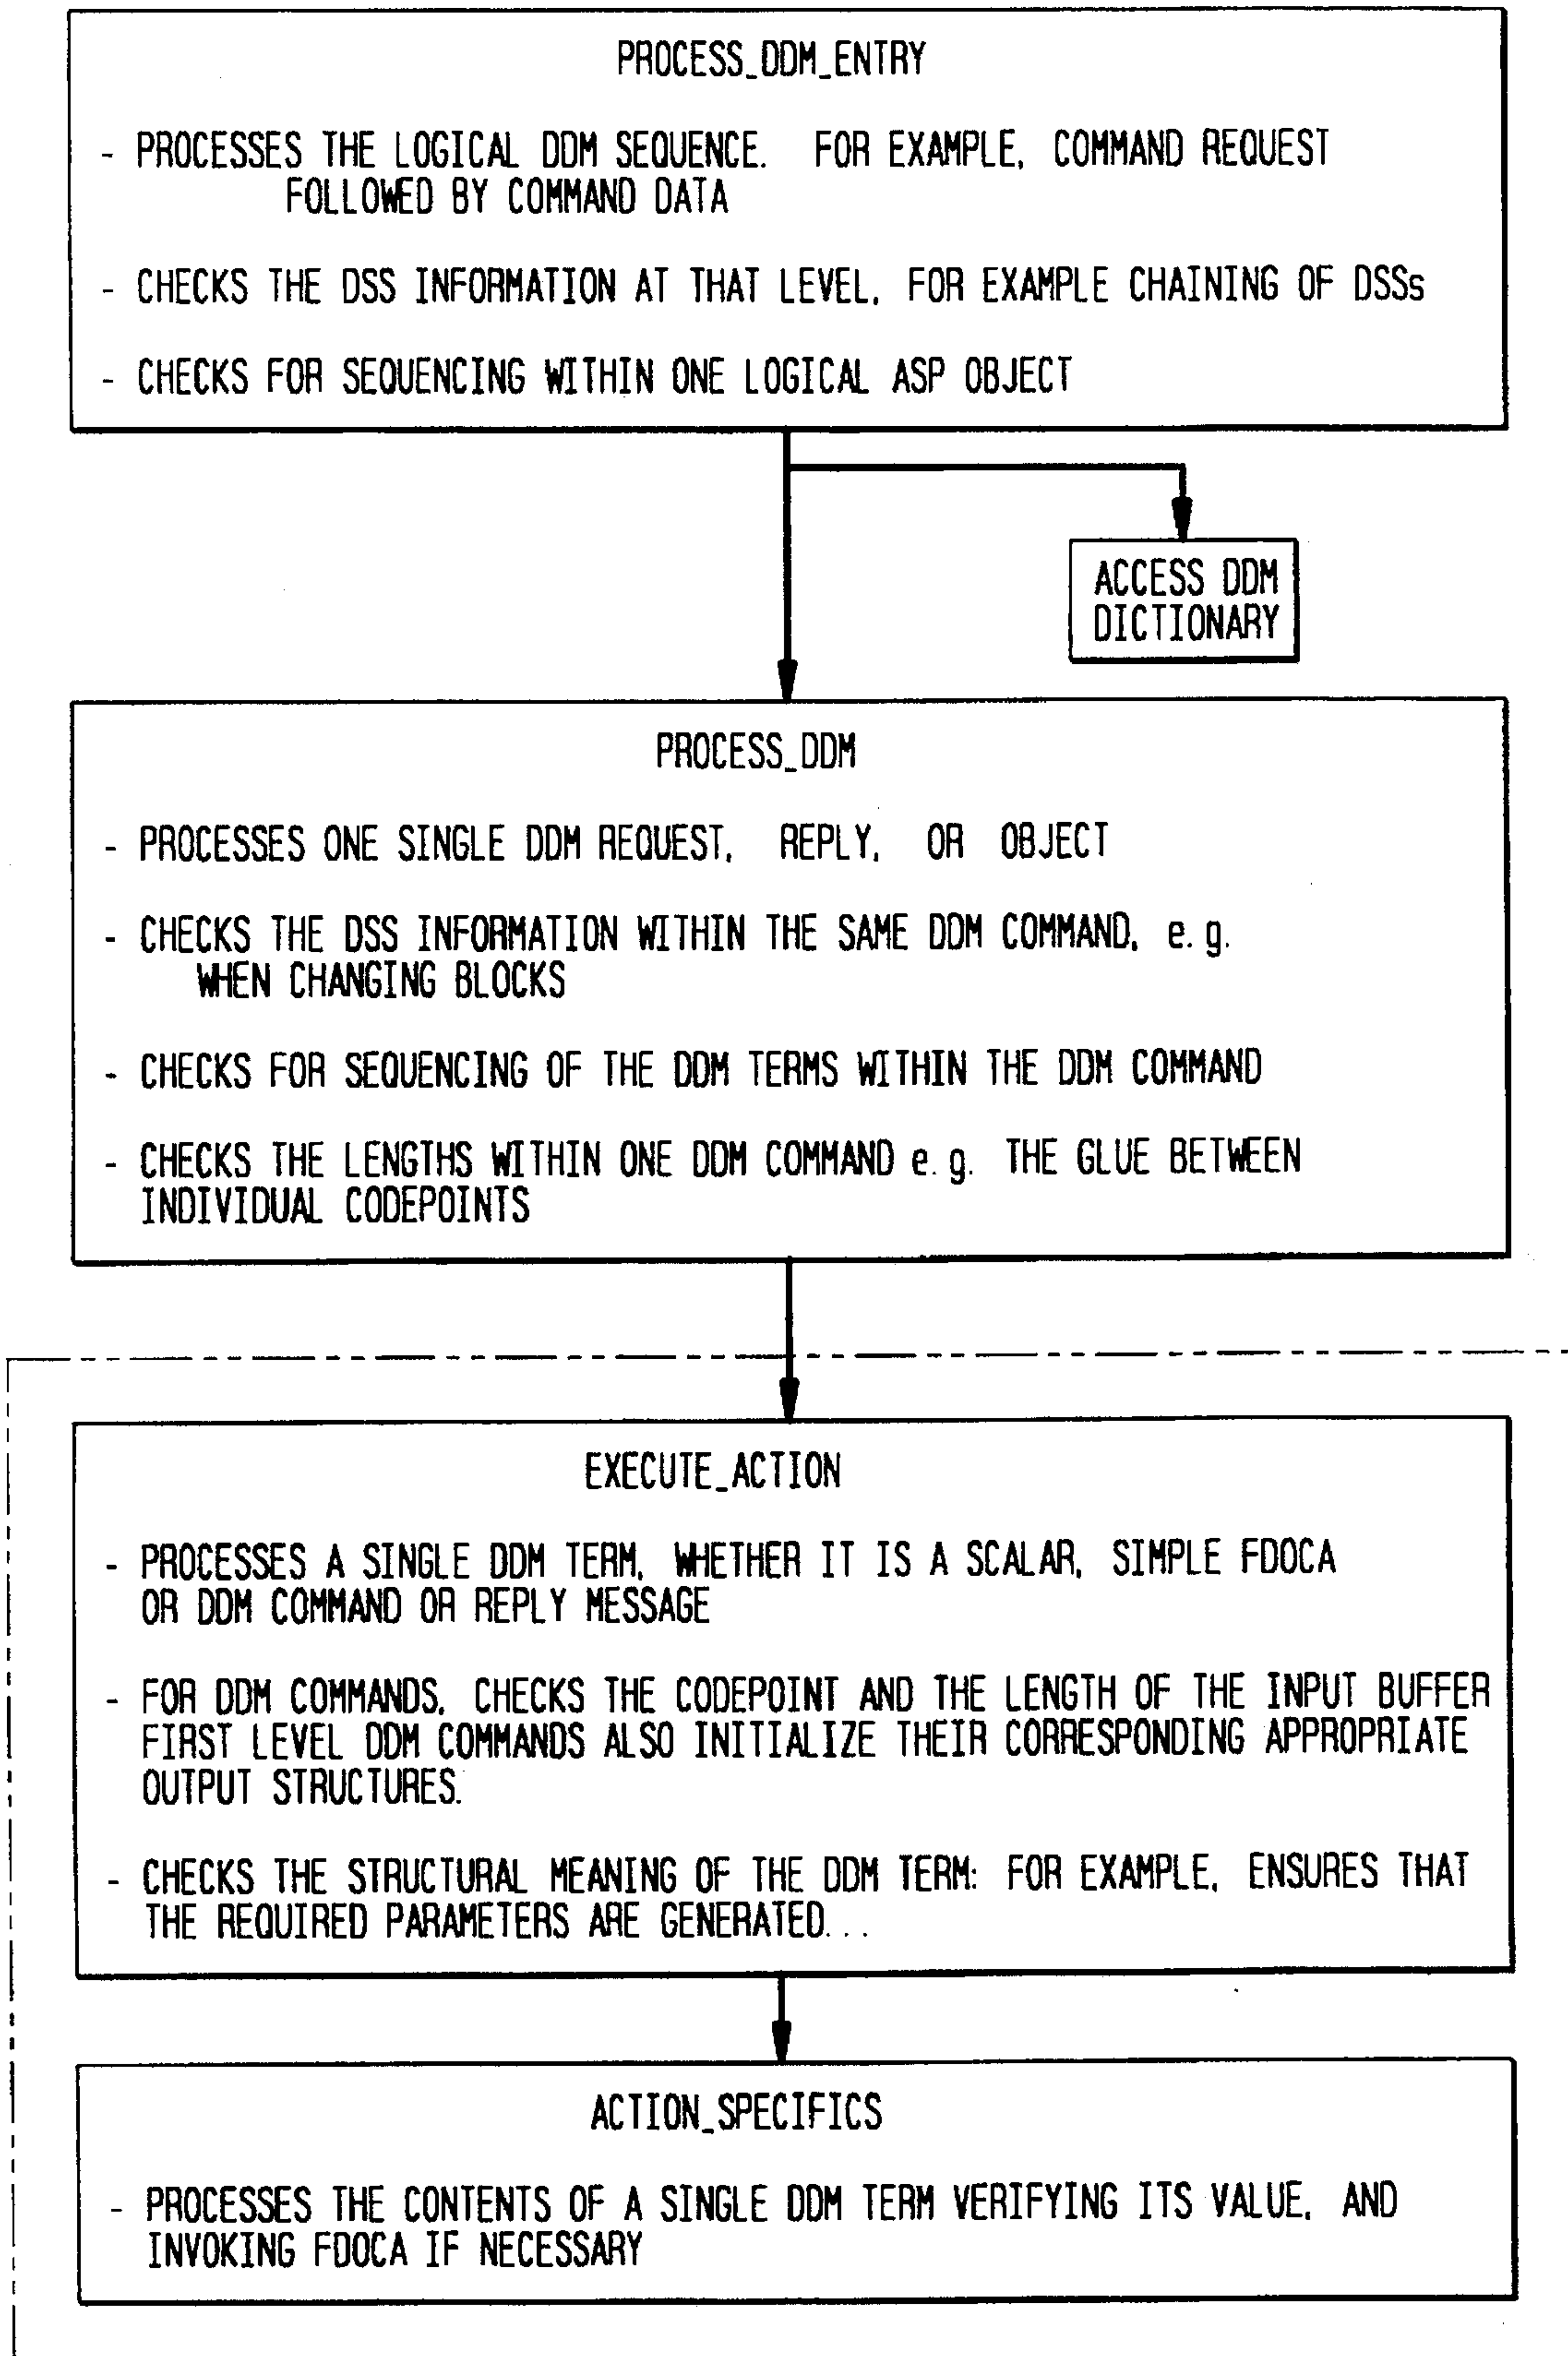 PROCESS_DDM_ENTRY
- PROCESSES THE LOGICAL DDM SEQUENCE. FOR EXAMPLE, COMMAND REQUEST
FOLLOWED BY COMMAND DATA
- CHECKS THE DSS INFORMATION AT THAT LEVEL, FOR EXAMPLE CHAINING OF DSSs
- CHECKS FOR SEQUENCING WITHIN ONE LOGICAL ASP OBJECT
ACCESS DDM
DICTIONARY
PROCESS_DDM
- PROCESSES ONE SINGLE DDM REQUEST, REPLY, OR OBJECT
- CHECKS THE DSS INFORMATION WITHIN THE SAME DDM COMMAND, e.g.
WHEN CHANGING BLOCKS
- CHECKS FOR SEQUENCING OF THE DDM TERMS WITHIN THE DDM COMMAND
- CHECKS THE LENGTHS WITHIN ONE DDM COMMAND e.g. THE GLUE BETWEEN
INDIVIDUAL CODEPOINTS
EXECUTE_ACTION
- PROCESSES A SINGLE DDM TERM, WHETHER IT IS A SCALAR, SIMPLE FDOCA
OR DDM COMMAND OR REPLY MESSAGE
- FOR DDM COMMANDS, CHECKS THE CODEPOINT AND THE LENGTH OF THE INPUT BUFFER
FIRST LEVEL DDM COMMANDS ALSO INITIALIZE THEIR CORRESPONDING APPROPRIATE
OUTPUT STRUCTURES.
- CHECKS THE STRUCTURAL MEANING OF THE DDM TERM: FOR EXAMPLE, ENSURES THAT
THE REQUIRED PARAMETERS ARE GENERATED...
ACTION_SPECIFICS
- PROCESSES THE CONTENTS OF A SINGLE DDM TERM VERIFYING ITS VALUE, AND
INVOKING FDOCA IF NECESSARY